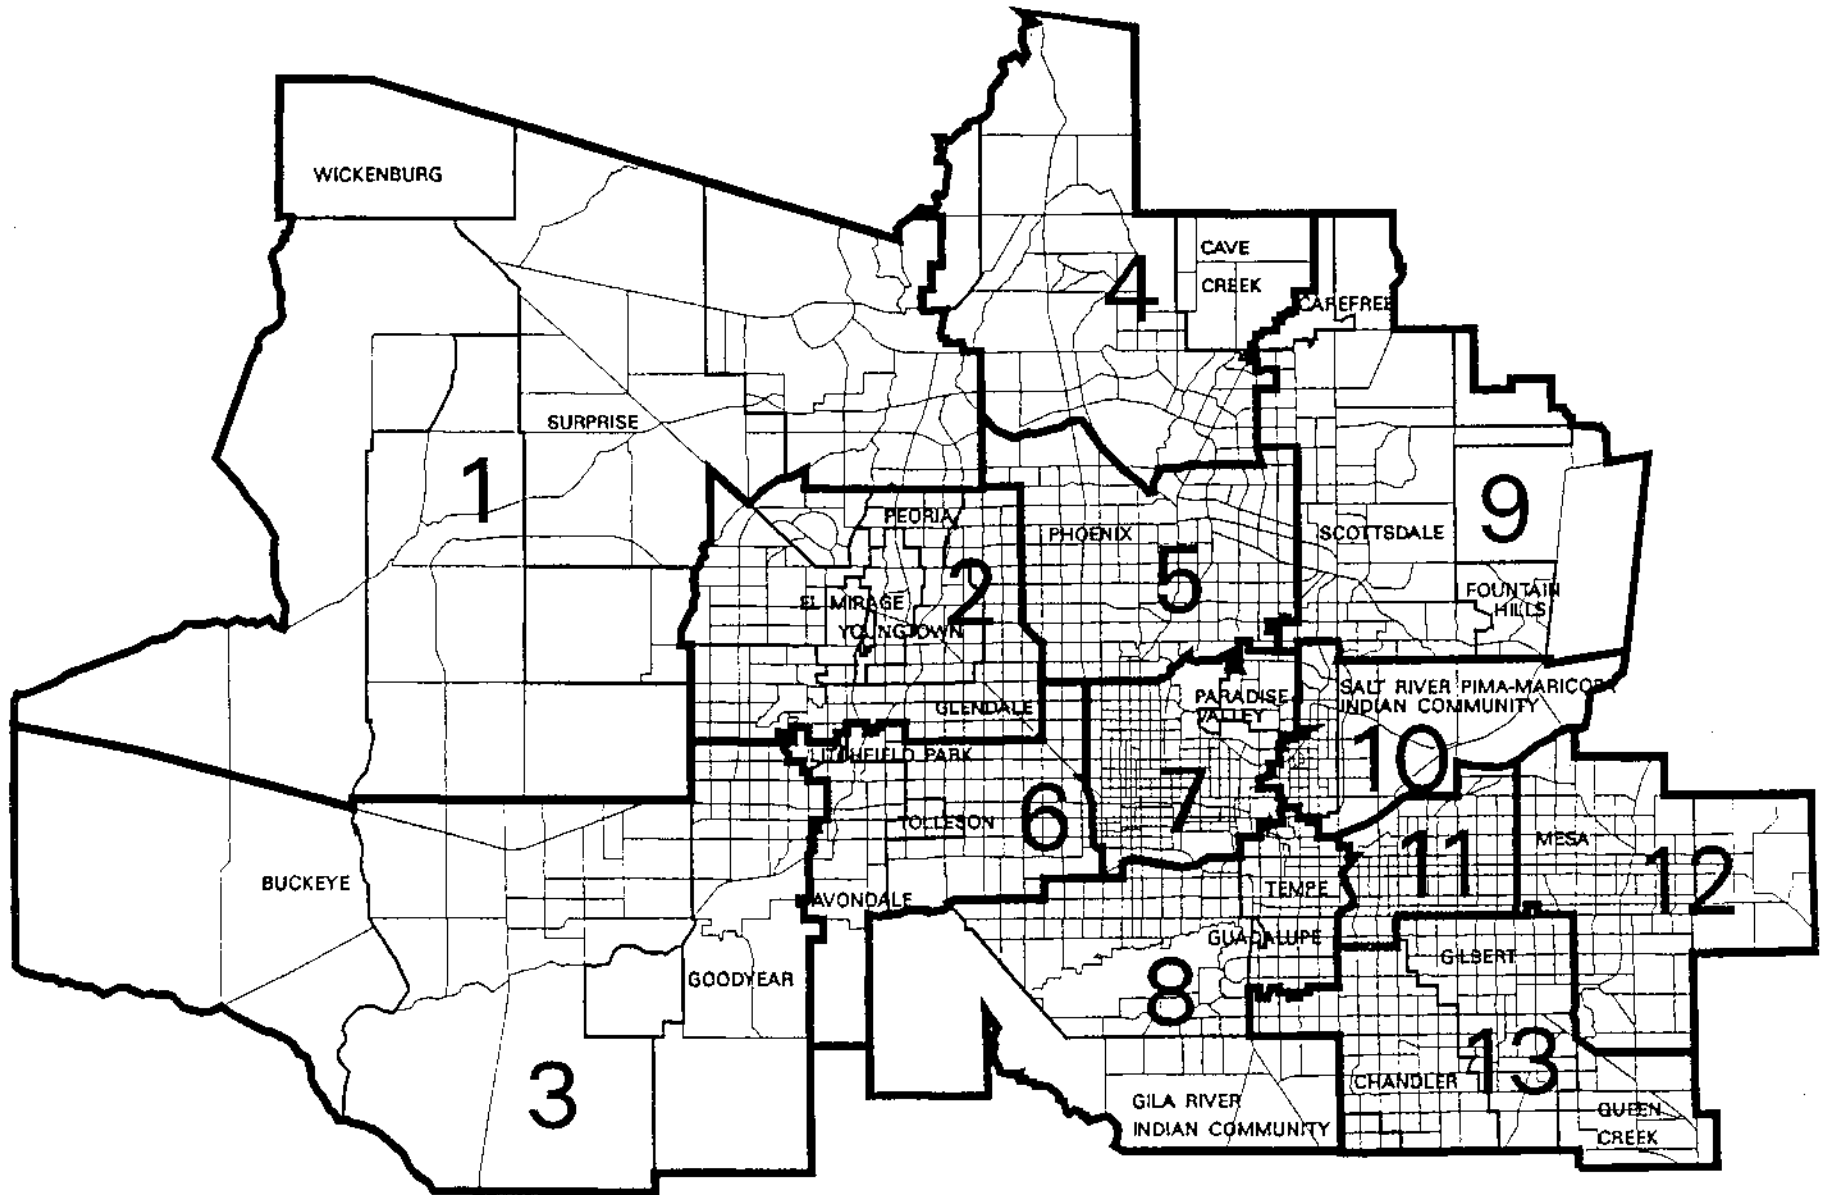 WICKENBURG
CAVE
CREEK
4
CAREFREE
SURPRISE
1
9
PEORIA
PHOENIX
SCOTTSDALE
2
5
EL MIRAGE
FOUNTAIN
HILLS
YOUNGTOWN
PARADISE
VALLEY
SALT RIVER PIMA-MARICOPA
INDIAN COMMUNITY
GLENDALE
LITCHFIELD PARK
10
7
6
TOLLESON
MESA
11
12
BUCKEYE
TEMPE
AVONDALE
GUADALUPE
GILBERT
GOODYEAR
8
13
3
CHANDLER
GILA RIVER
INDIAN COMMUNITY
QUEEN
CREEK